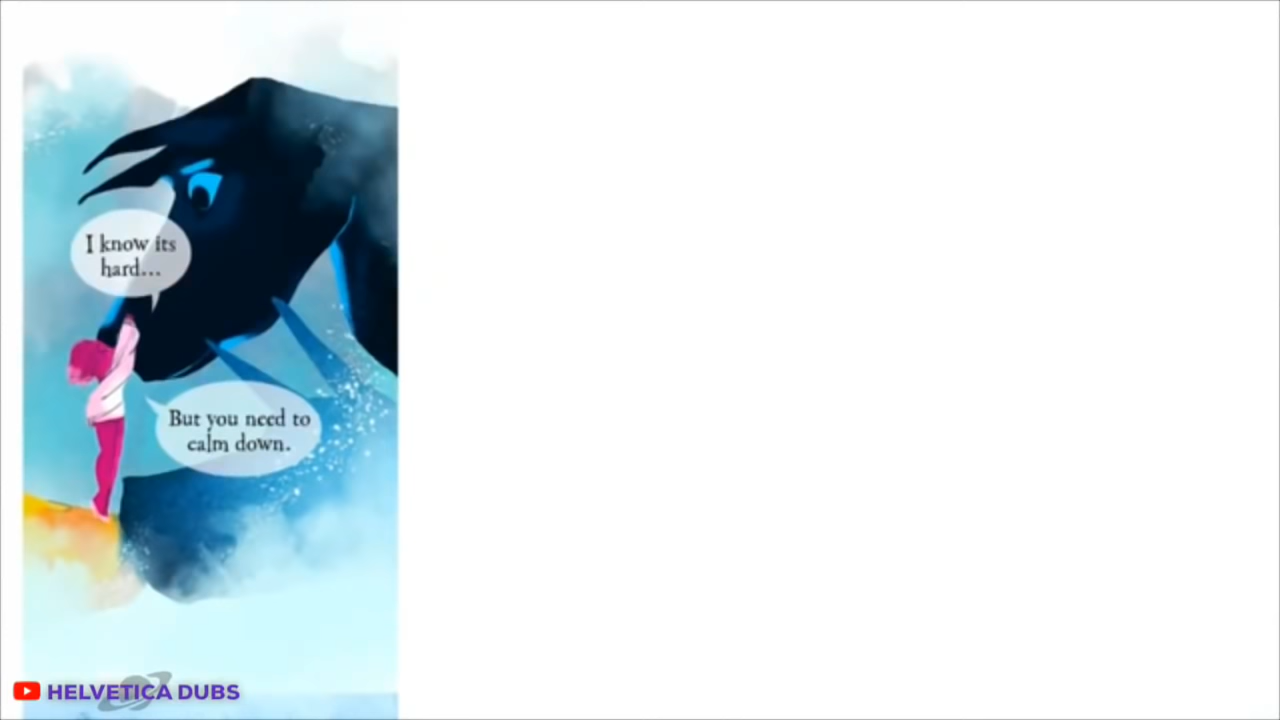 I know its
hard...
But you need to
calm down.
HELVETICA DUBS